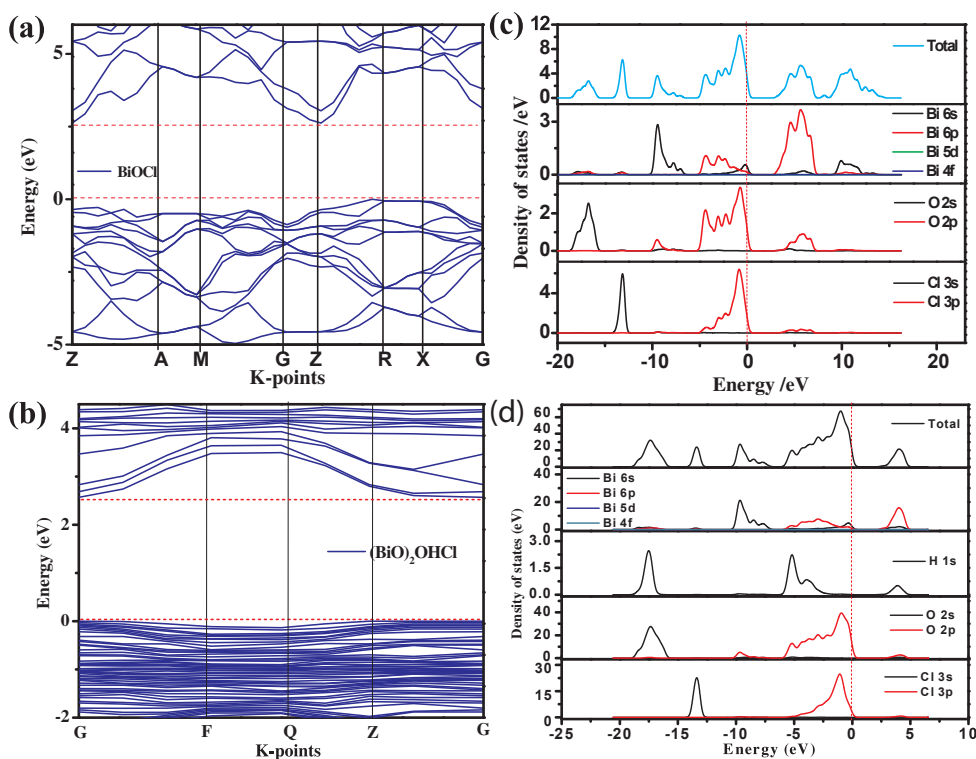 (a)
5
0
-5
Energy (eV)
BiOCl
Z A M G Z R X G
K-points
(b)
4
2
0
-2
Energy (eV)
(BiO)2OHCl
G F Q Z G
K-points
(c)
12
10
8
4
0
Total
3
0
Bi 6s
Bi 6p
Bi 5d
Bi 4f
2
0
O 2s
O 2p
4
0
Cl 3s
Cl 3p
Density of states /eV
-20 -10 0 10 20
Energy /eV
(d)
60
40
20
0
Total
40
20
0
Bi 6s
Bi 6p
Bi 5d
Bi 4f
3.0
1.5
0.0
H 1s
40
20
0
O 2s
O 2p
30
15
0
Cl 3s
Cl 3p
Density of states (eV)
-25 -20 -15 -10 -5 0 5 10
Energy (eV)